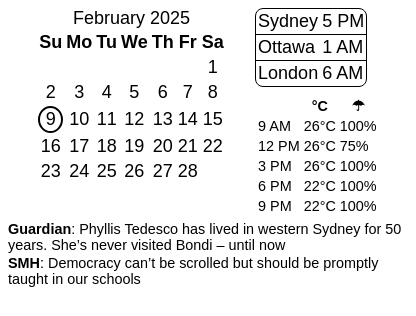 February 2025
Su Mo Tu We Th Fr Sa
1
2 3 4 5 6 7 8
9 10 11 12 13 14 15
16 17 18 19 20 21 22
23 24 25 26 27 28
Sydney 5 PM
Ottawa 1 AM
London 6 AM
°C ☂
9 AM 26°C 100%
12 PM 26°C 75%
3 PM 26°C 100%
6 PM 22°C 100%
9 PM 22°C 100%
Guardian: Phyllis Tedesco has lived in western Sydney for 50
years. She’s never visited Bondi – until now
SMH: Democracy can’t be scrolled but should be promptly
taught in our schools